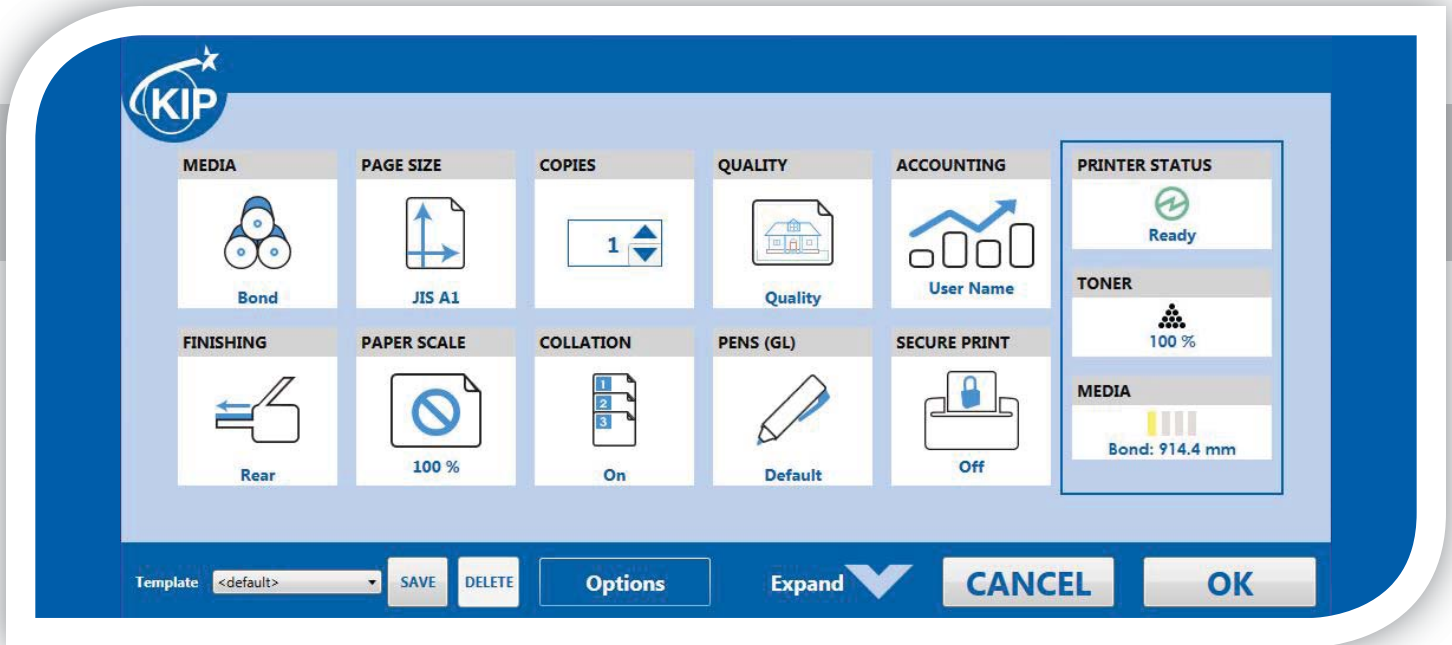 KIP
MEDIA
Bond
PAGE SIZE
JIS A1
COPIES
1
QUALITY
Quality
ACCOUNTING
User Name
PRINTER STATUS
Ready
TONER
100 %
MEDIA
Bond: 914.4 mm
FINISHING
Rear
PAPER SCALE
100 %
COLLATION
1
2
3
On
PENS (GL)
Default
SECURE PRINT
Off
Template <default> SAVE DELETE Options Expand CANCEL OK